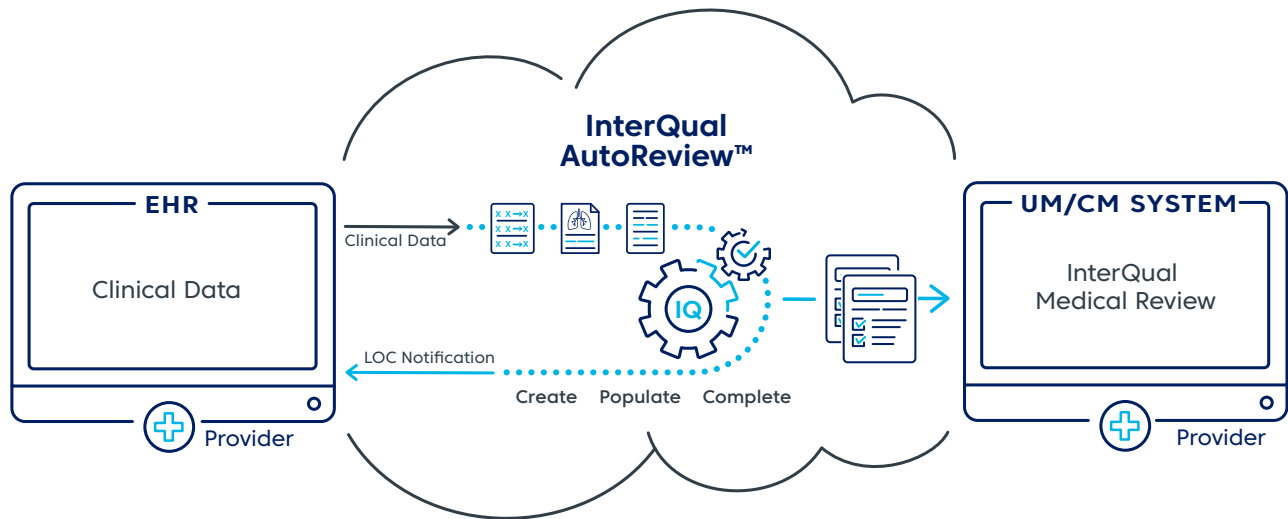 InterQual
AutoReview™
EHR
Clinical Data
Provider
Clinical Data
x x→x
x x→x
x x→x
IQ
LOC Notification
Create Populate Complete
UM/CM SYSTEM
InterQual
Medical Review
Provider